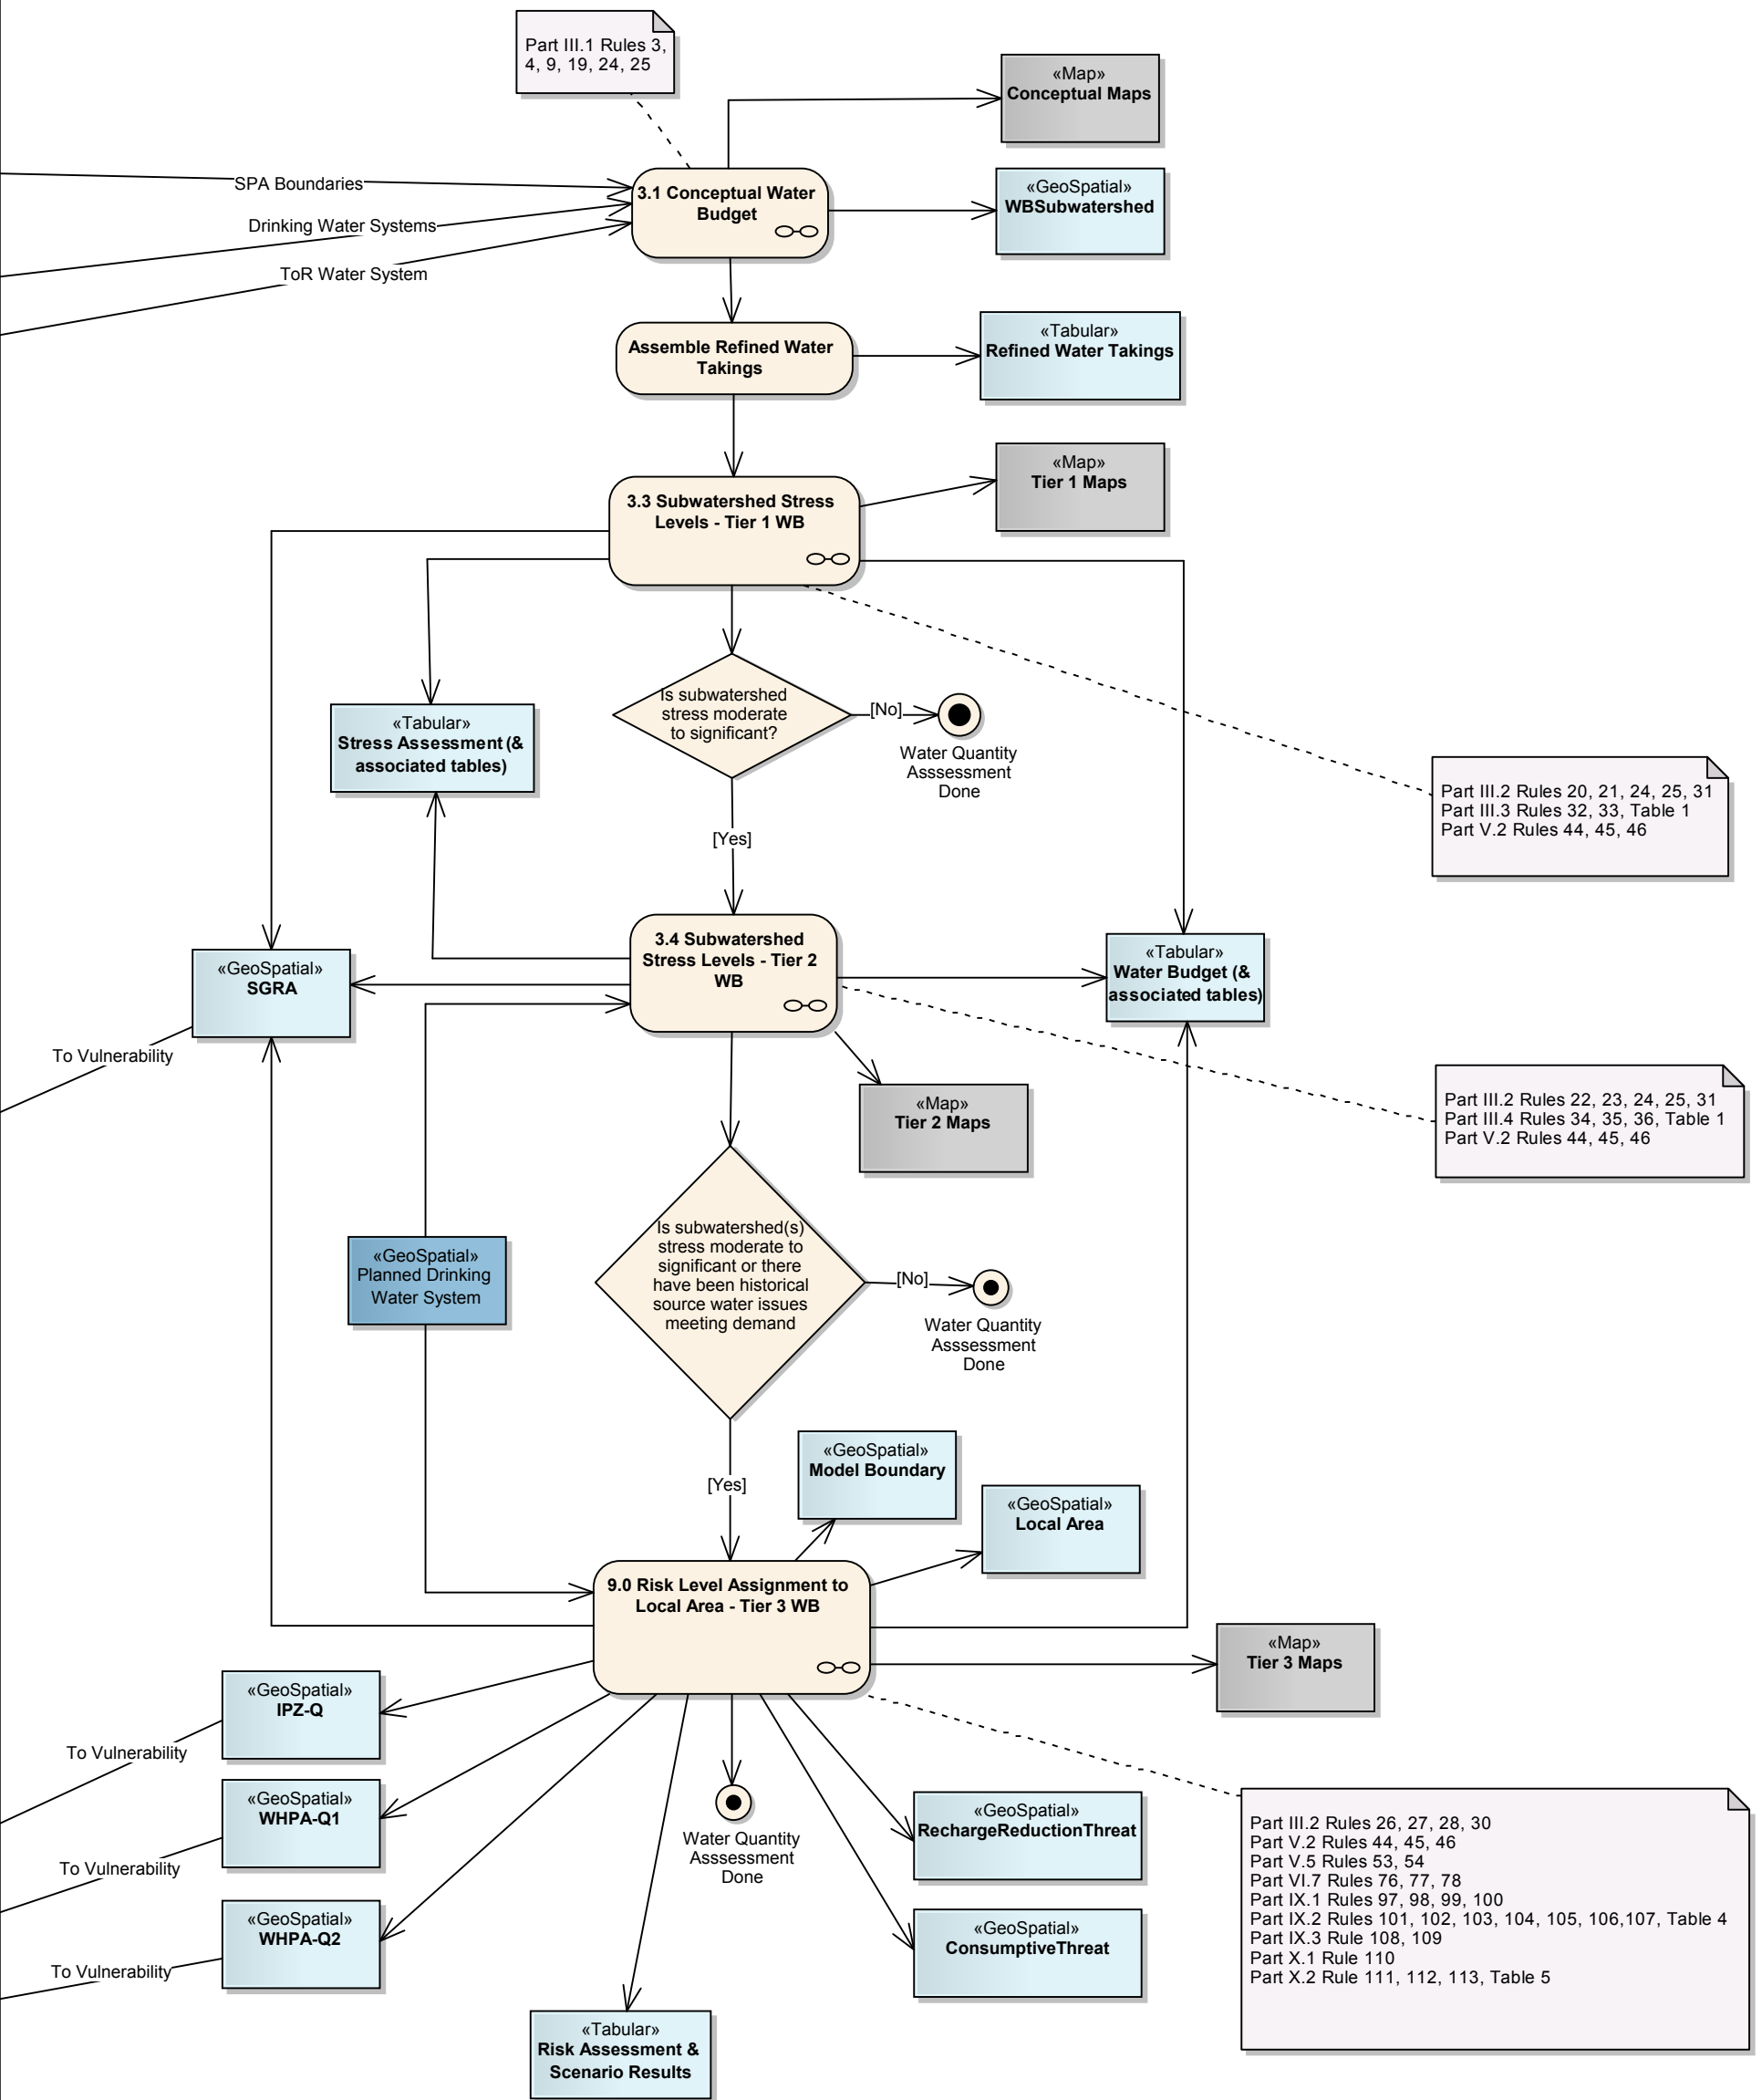 Part III.1 Rules 3,
4, 9, 19, 24, 25
«Map»
Conceptual Maps
SPA Boundaries
Drinking Water Systems
ToR Water System
3.1 Conceptual Water
Budget
«GeoSpatial»
WBSubwatershed
Assemble Refined Water
Takings
«Tabular»
Refined Water Takings
3.3 Subwatershed Stress
Levels - Tier 1 WB
«Map»
Tier 1 Maps
Is subwatershed
stress moderate
to significant?
[No]
Water Quantity
Asssessment
Done
«Tabular»
Stress Assessment (&
associated tables)
[Yes]
Part III.2 Rules 20, 21, 24, 25, 31
Part III.3 Rules 32, 33, Table 1
Part V.2 Rules 44, 45, 46
«GeoSpatial»
SGRA
To Vulnerability
3.4 Subwatershed
Stress Levels - Tier 2
WB
«Tabular»
Water Budget (&
associated tables)
«Map»
Tier 2 Maps
Part III.2 Rules 22, 23, 24, 25, 31
Part III.4 Rules 34, 35, 36, Table 1
Part V.2 Rules 44, 45, 46
«GeoSpatial»
Planned Drinking
Water System
Is subwatershed(s)
stress moderate to
significant or there
have been historical
source water issues
meeting demand
[No]
Water Quantity
Asssessment
Done
[Yes]
«GeoSpatial»
Model Boundary
«GeoSpatial»
Local Area
9.0 Risk Level Assignment to
Local Area - Tier 3 WB
«Map»
Tier 3 Maps
«GeoSpatial»
IPZ-Q
To Vulnerability
«GeoSpatial»
WHPA-Q1
To Vulnerability
«GeoSpatial»
WHPA-Q2
To Vulnerability
Water Quantity
Asssessment
Done
«GeoSpatial»
RechargeReductionThreat
«GeoSpatial»
ConsumptiveThreat
«Tabular»
Risk Assessment &
Scenario Results
Part III.2 Rules 26, 27, 28, 30
Part V.2 Rules 44, 45, 46
Part V.5 Rules 53, 54
Part VI.7 Rules 76, 77, 78
Part IX.1 Rules 97, 98, 99, 100
Part IX.2 Rules 101, 102, 103, 104, 105, 106,107, Table 4
Part IX.3 Rule 108, 109
Part X.1 Rule 110
Part X.2 Rule 111, 112, 113, Table 5